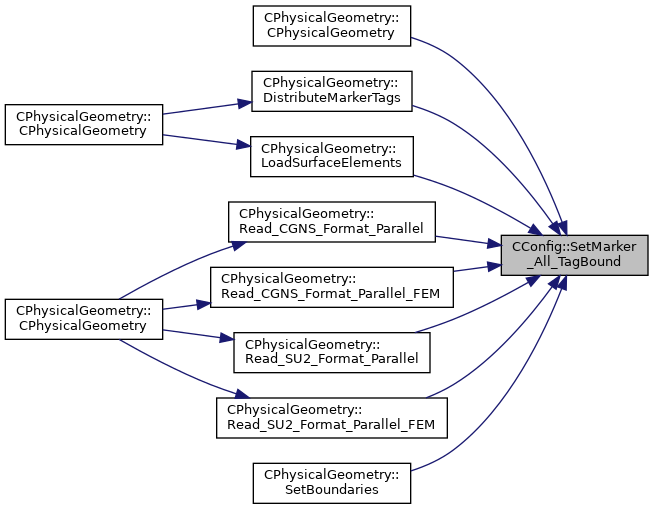 CPhysicalGeometry::
CPhysicalGeometry
CPhysicalGeometry::
DistributeMarkerTags
CPhysicalGeometry::
CPhysicalGeometry
CPhysicalGeometry::
LoadSurfaceElements
CPhysicalGeometry::
Read_CGNS_Format_Parallel
CConfig::SetMarker
_All_TagBound
CPhysicalGeometry::
Read_CGNS_Format_Parallel_FEM
CPhysicalGeometry::
CPhysicalGeometry
CPhysicalGeometry::
Read_SU2_Format_Parallel
CPhysicalGeometry::
Read_SU2_Format_Parallel_FEM
CPhysicalGeometry::
SetBoundaries